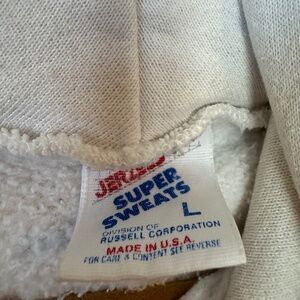 JERZEES
SUPER
SWEATS
L
DIVISION OF
RUSSELL CORPORATION
MADE IN U.S.A.
FOR CARE & CONTENT SEE REVERSE